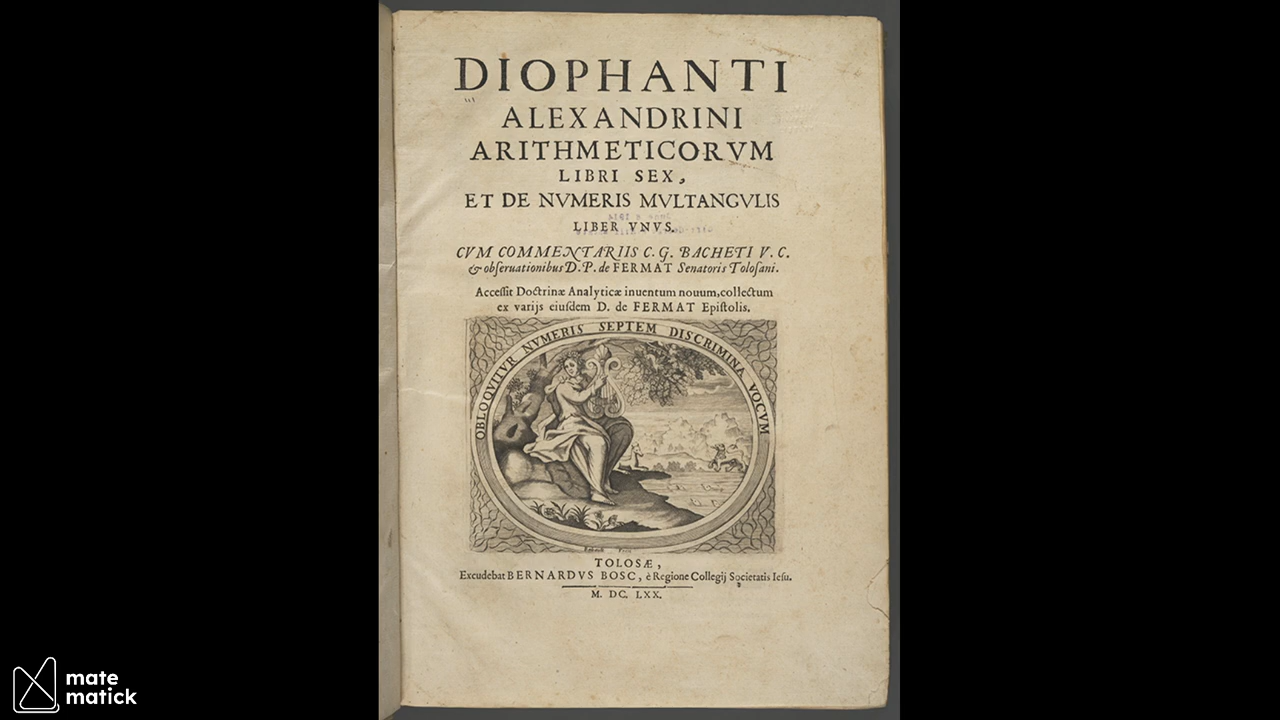 DIOPHANTI
ALEXANDRINI
ARITHMETICORVM
LIBRI SEX,
ET DE NVMERIS MVLTANGVLIS
LIBER VNVS.
CVM COMMENTARIIS C. G. BACHETI V. C.
& obſeruationibus D. P. de FERMAT Senatoris Toloſani.
Acceſſit Doctrinæ Analyticæ inuentum nouum, collectum
ex varijs eiuſdem D. de FERMAT Epiſtolis.
OBLOQVITVR NVMERIS SEPTEM DISCRIMINA VOCVM
TOLOSÆ,
Excudebat BERNARDVS BOSC, è Regione Collegij Societatis Ieſu.
M. DC. LXX.
mate
matick